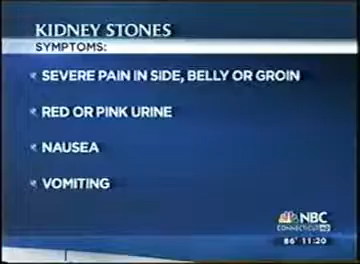 KIDNEY STONES
SYMPTOMS:
SEVERE PAIN IN SIDE, BELLY OR GROIN
RED OR PINK URINE
NAUSEA
VOMITING
NBC
CONNECTICUT HD
86° 11:20